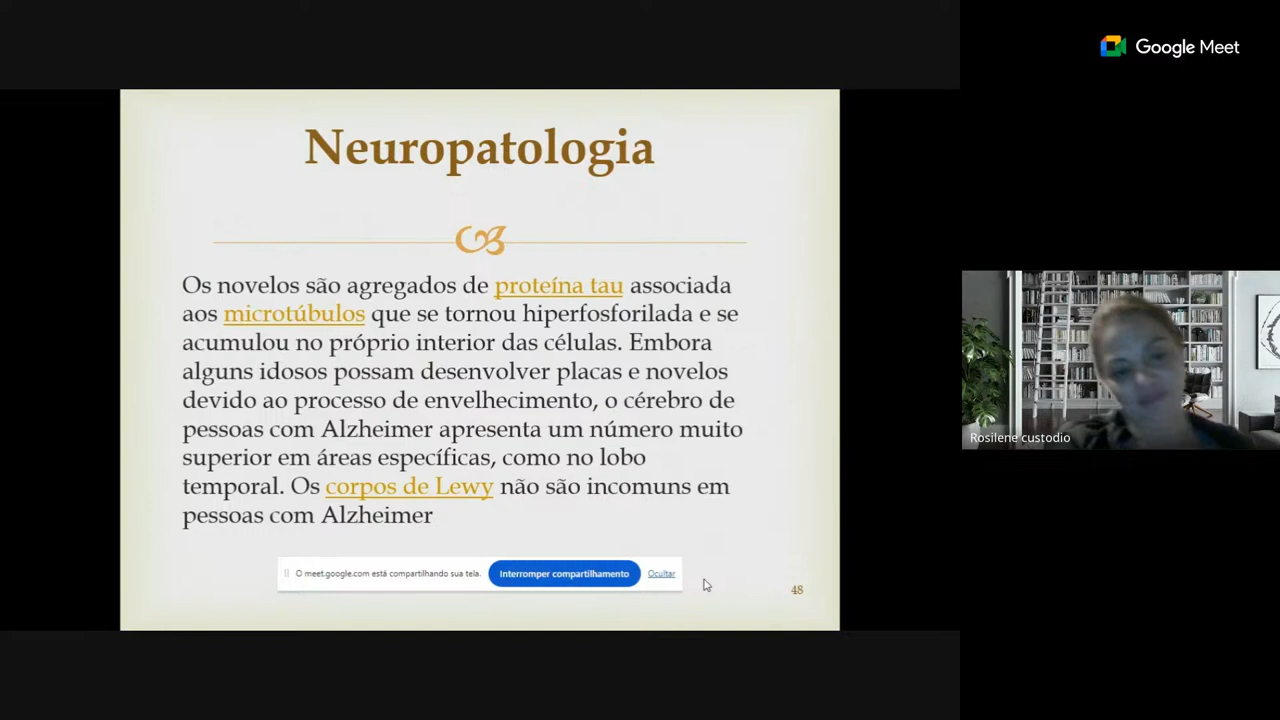 Google Meet
Neuropatologia
Os novelos são agregados de proteína tau associada
aos microtúbulos que se tornou hiperfosforilada e se
acumulou no próprio interior das células. Embora
alguns idosos possam desenvolver placas e novelos
devido ao processo de envelhecimento, o cérebro de
pessoas com Alzheimer apresenta um número muito
superior em áreas específicas, como no lobo
temporal. Os corpos de Lewy não são incomuns em
pessoas com Alzheimer
O meet.google.com está compartilhando sua tela. Interromper compartilhamento Ocultar
48
Rosilene custodio